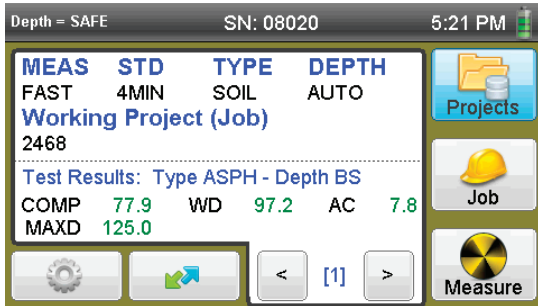 Depth = SAFE SN: 08020 5:21 PM
MEAS STD TYPE DEPTH
FAST 4MIN SOIL AUTO
Working Project (Job)
2468
Test Results: Type ASPH - Depth BS
COMP 77.9 WD 97.2 AC 7.8
MAXD 125.0
Projects
Job
< [1] >
Measure